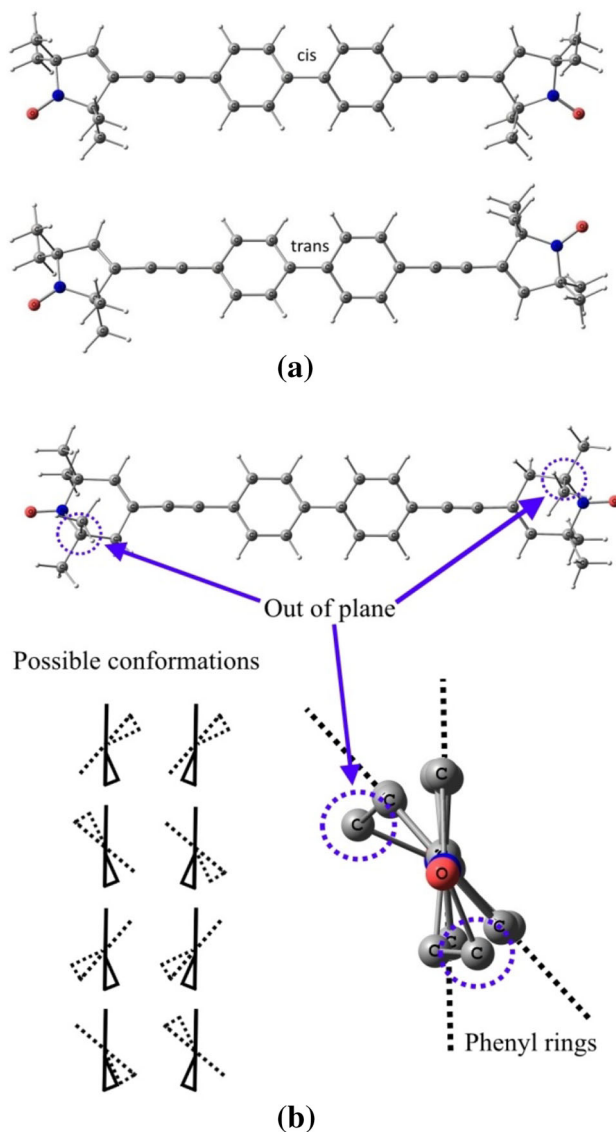 cis
trans
(a)
Out of plane
Possible conformations
C
C
C
C
O
C
C
C
C
Phenyl rings
(b)